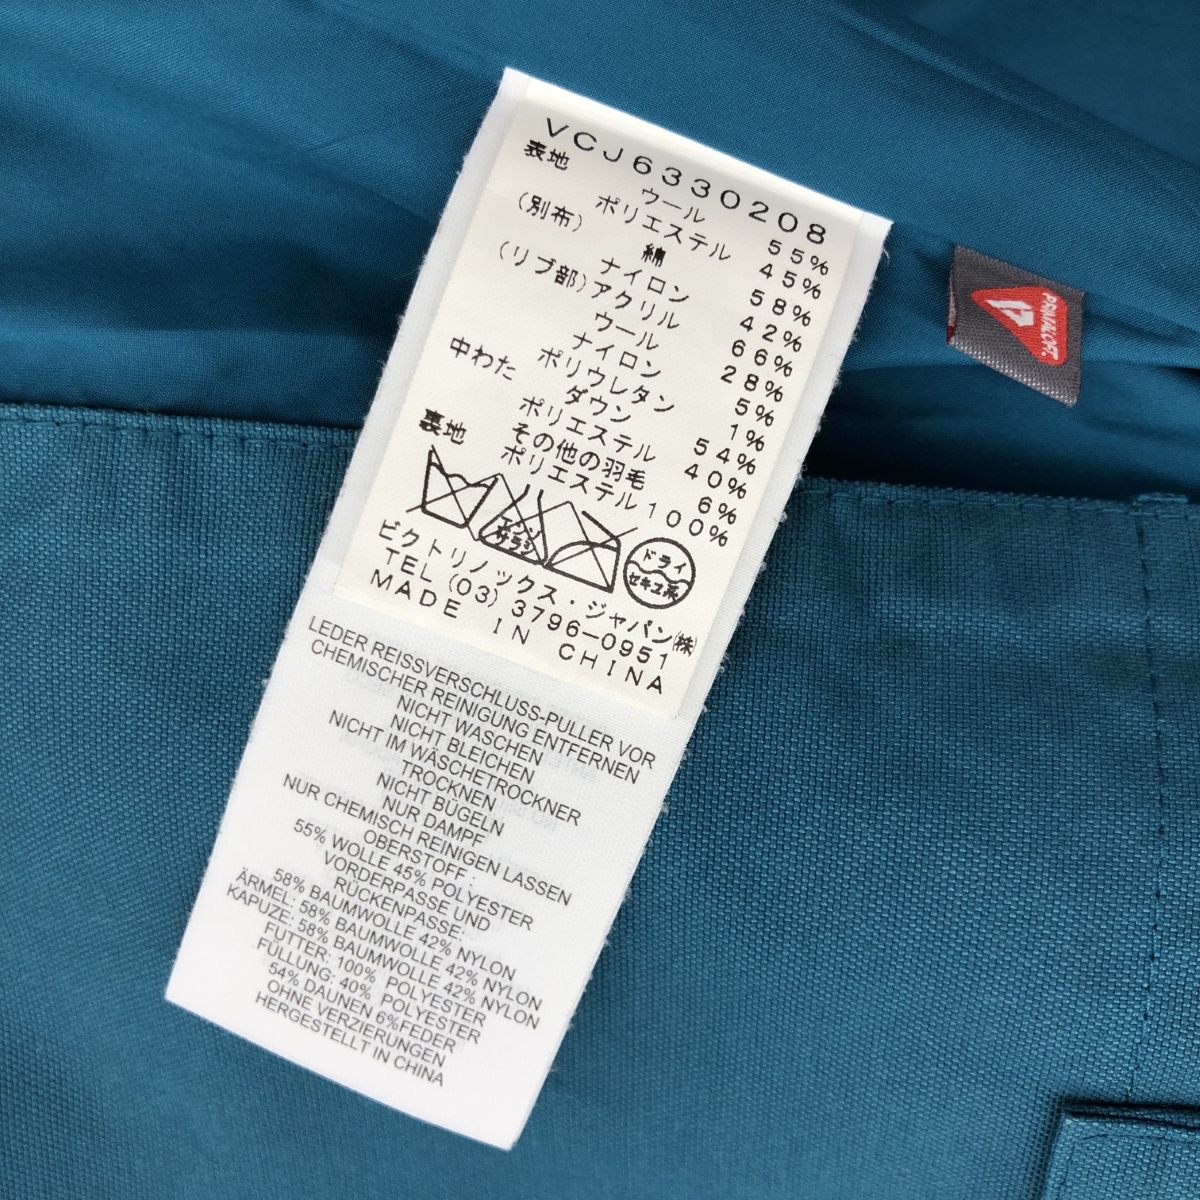 VCJ6330208
表地 ウール 55%
ポリエステル 45%
(別布) 綿 58%
ナイロン 42%
(リブ部)アクリル 66%
ウール 28%
ナイロン 5%
ポリウレタン 1%
中わた ダウン 54%
ポリエステル 40%
その他の羽毛 6%
裏地 ポリエステル 100%
エンソ
サラシ
ドライ
セキユ系
ビクトリノックス・ジャパン㈱
TEL (03) 3796-0951
MADE IN CHINA
LEDER REISSVERSCHLUSS-PULLER VOR
CHEMISCHER REINIGUNG ENTFERNEN
NICHT WASCHEN
NICHT BLEICHEN
NICHT IM WÄSCHETROCKNER
TROCKNEN
NICHT BÜGELN
NUR DAMPF
NUR CHEMISCH REINIGEN LASSEN
OBERSTOFF :
55% WOLLE 45% POLYESTER
VORDERPASSE UND
RÜCKENPASSE:
58% BAUMWOLLE 42% NYLON
ÄRMEL: 58% BAUMWOLLE 42% NYLON
KAPUZE: 58% BAUMWOLLE 42% NYLON
FUTTER: 100% POLYESTER
FÜLLUNG: 40% POLYESTER
54% DAUNEN 6%FEDER
OHNE VERZIERUNGEN
HERGESTELLT IN CHINA
PRIMALOFT